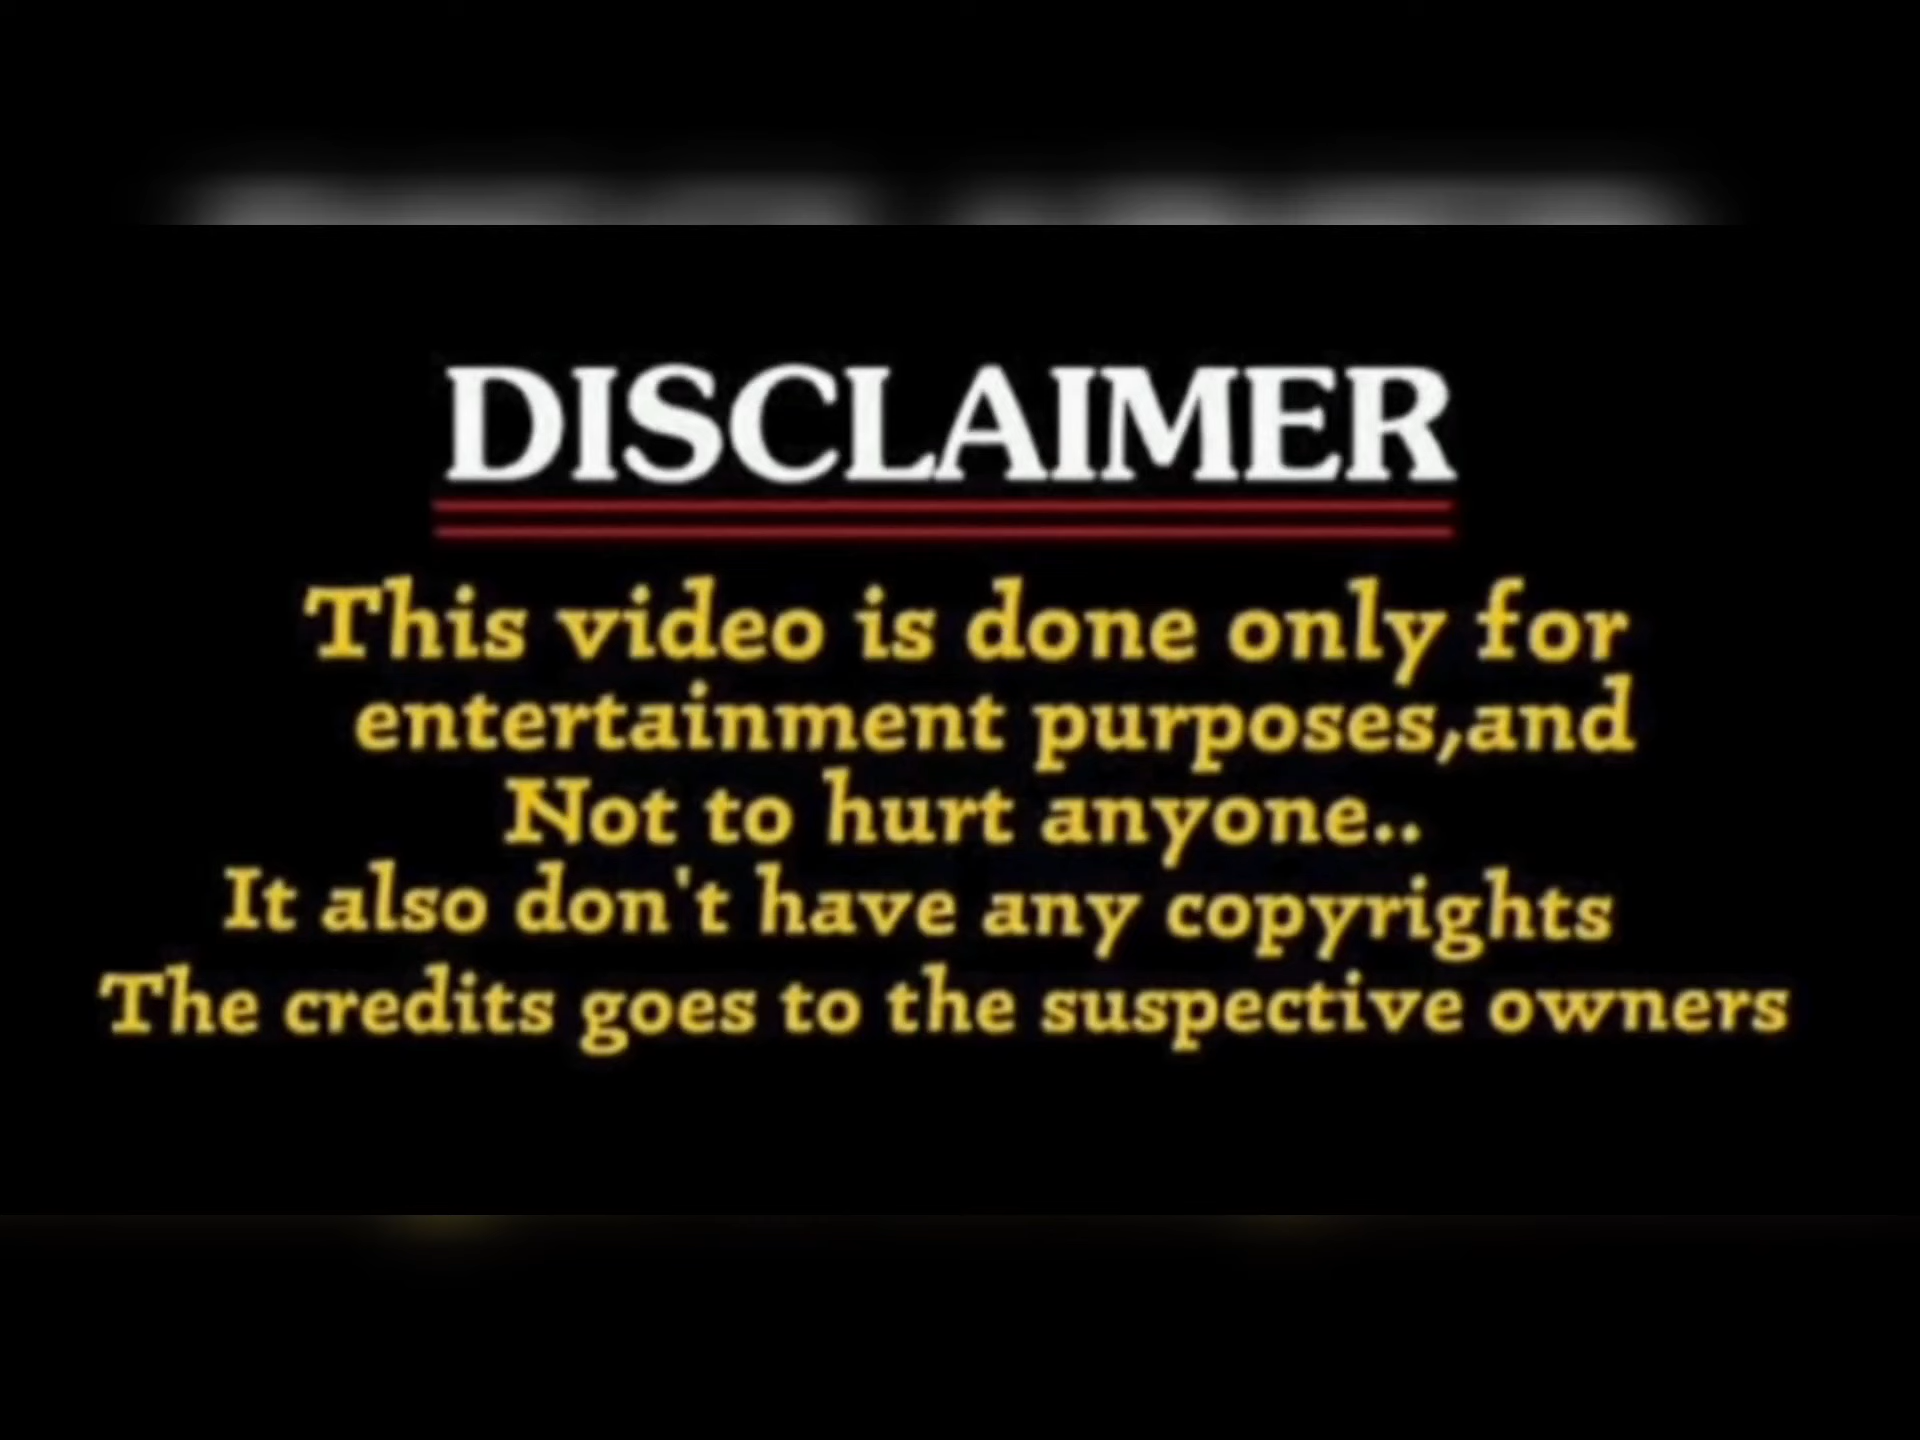 DISCLAIMER
This video is done only for
entertainment purposes,and
Not to hurt anyone..
It also don't have any copyrights
The credits goes to the suspective owners